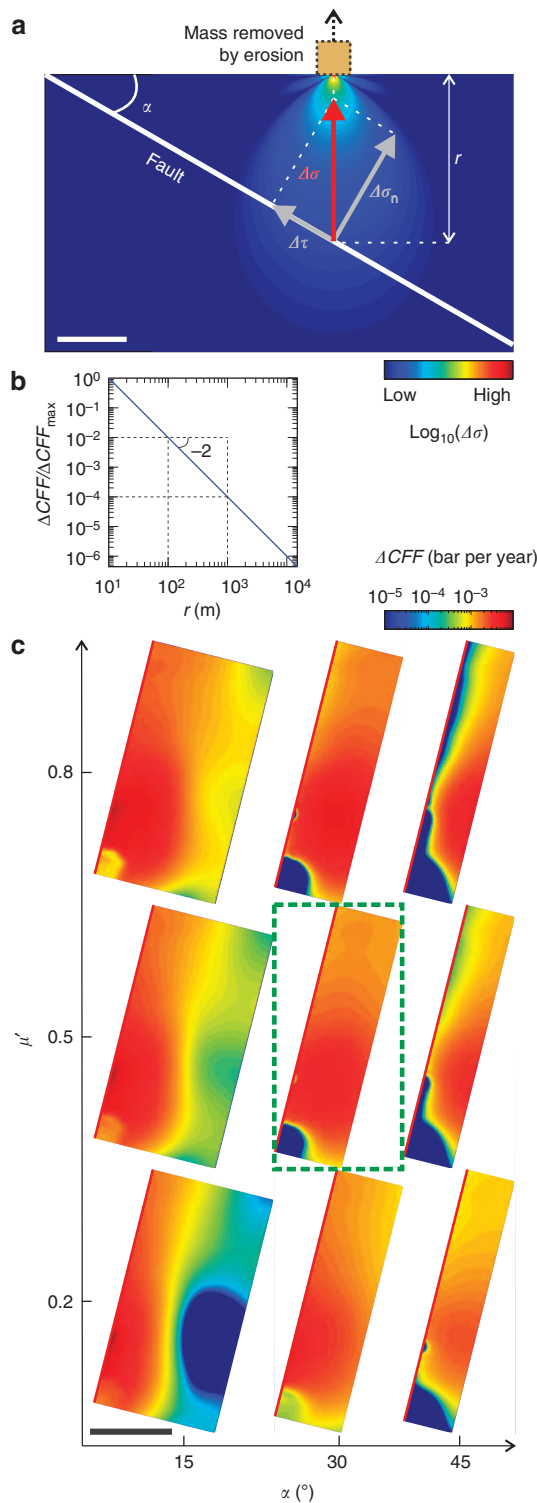 a
Mass removed
by erosion
α
Fault
Δσ
Δσn
Δτ
r
Low High
Log10(Δσ)
b
10^0
10^−1
10^−2
10^−3
10^−4
10^−5
10^−6
ΔCFF/ΔCFFmax
−2
10^1 10^2 10^3 10^4
r (m)
ΔCFF (bar per year)
10^−5 10^−4 10^−3
c
0.8
0.5
0.2
μ′
15 30 45
α (°)